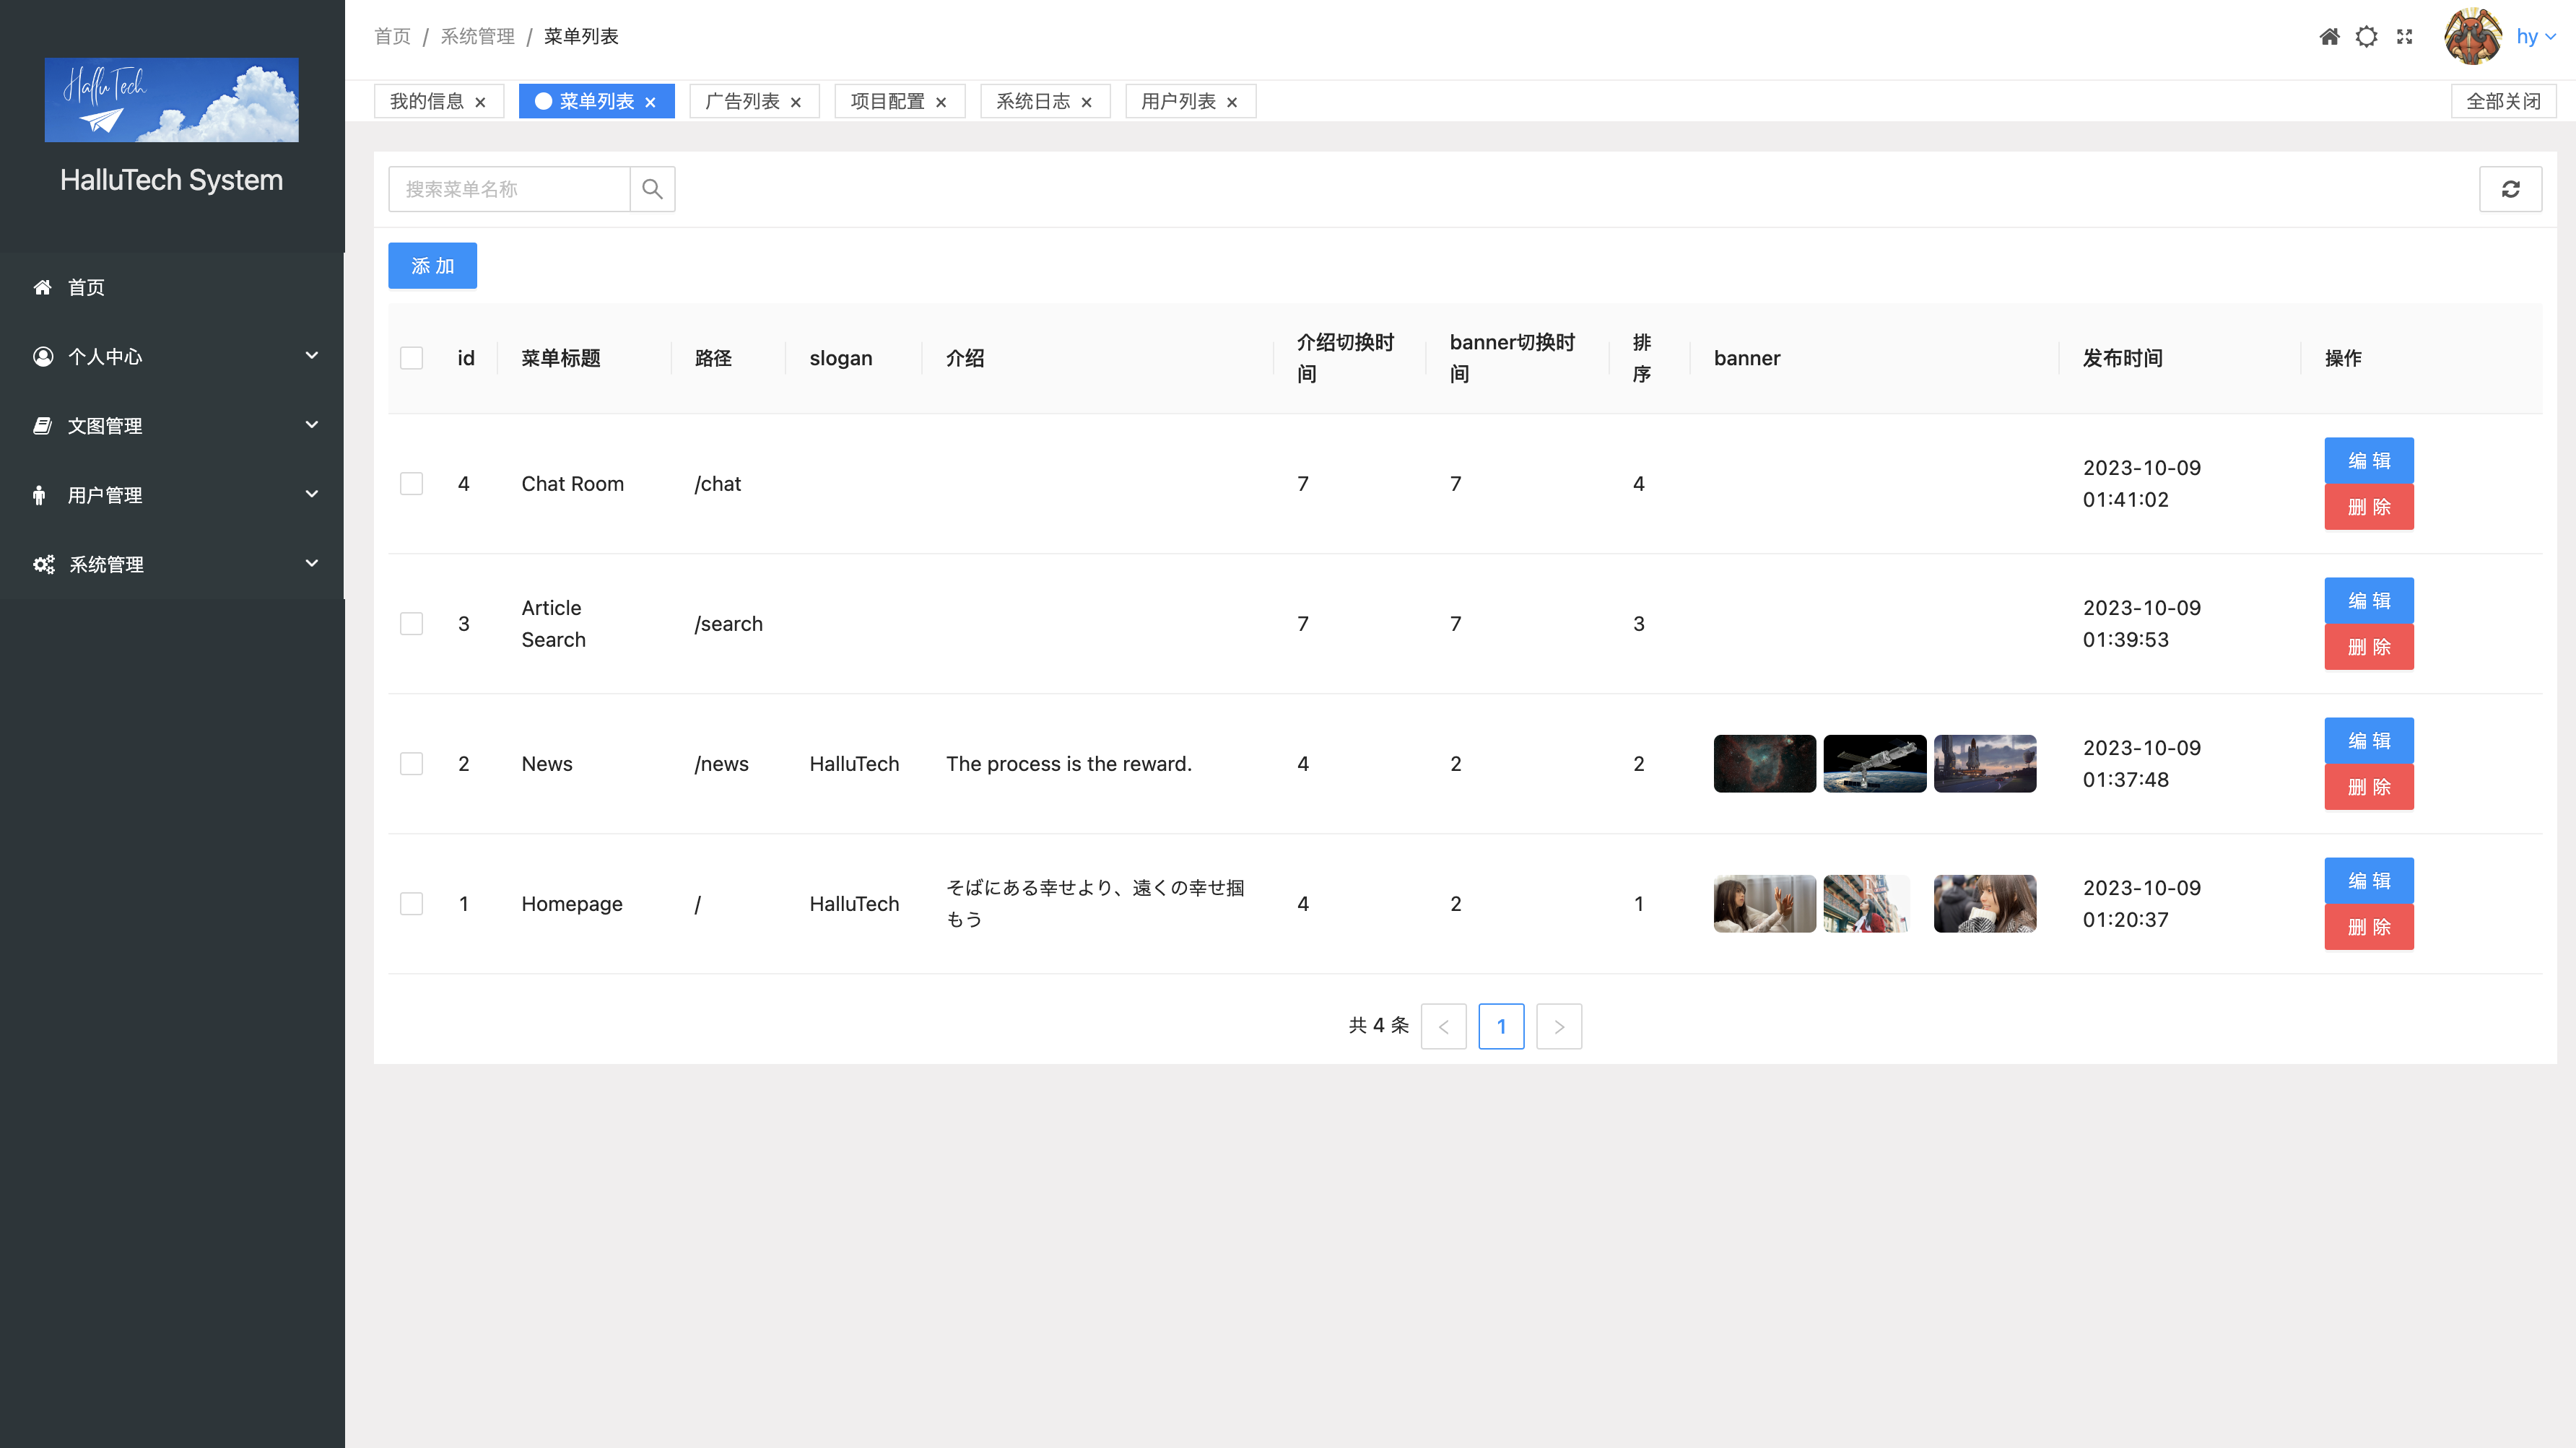 Hallu Tech
HalluTech System
首页
个人中心
文图管理
用户管理
系统管理
首页 / 系统管理 / 菜单列表
hy
我的信息 × 菜单列表 × 广告列表 × 项目配置 × 系统日志 × 用户列表 × 全部关闭
搜索菜单名称
添 加
id 菜单标题 路径 slogan 介绍 介绍切换时间 banner切换时间 排序 banner 发布时间 操作
4 Chat Room /chat 7 7 4 2023-10-09 01:41:02 编 辑
删 除
3 Article Search /search 7 7 3 2023-10-09 01:39:53 编 辑
删 除
2 News /news HalluTech The process is the reward. 4 2 2 2023-10-09 01:37:48 编 辑
删 除
1 Homepage / HalluTech そばにある幸せより、遠くの幸せ掴もう 4 2 1 2023-10-09 01:20:37 编 辑
删 除
共 4 条 < 1 >